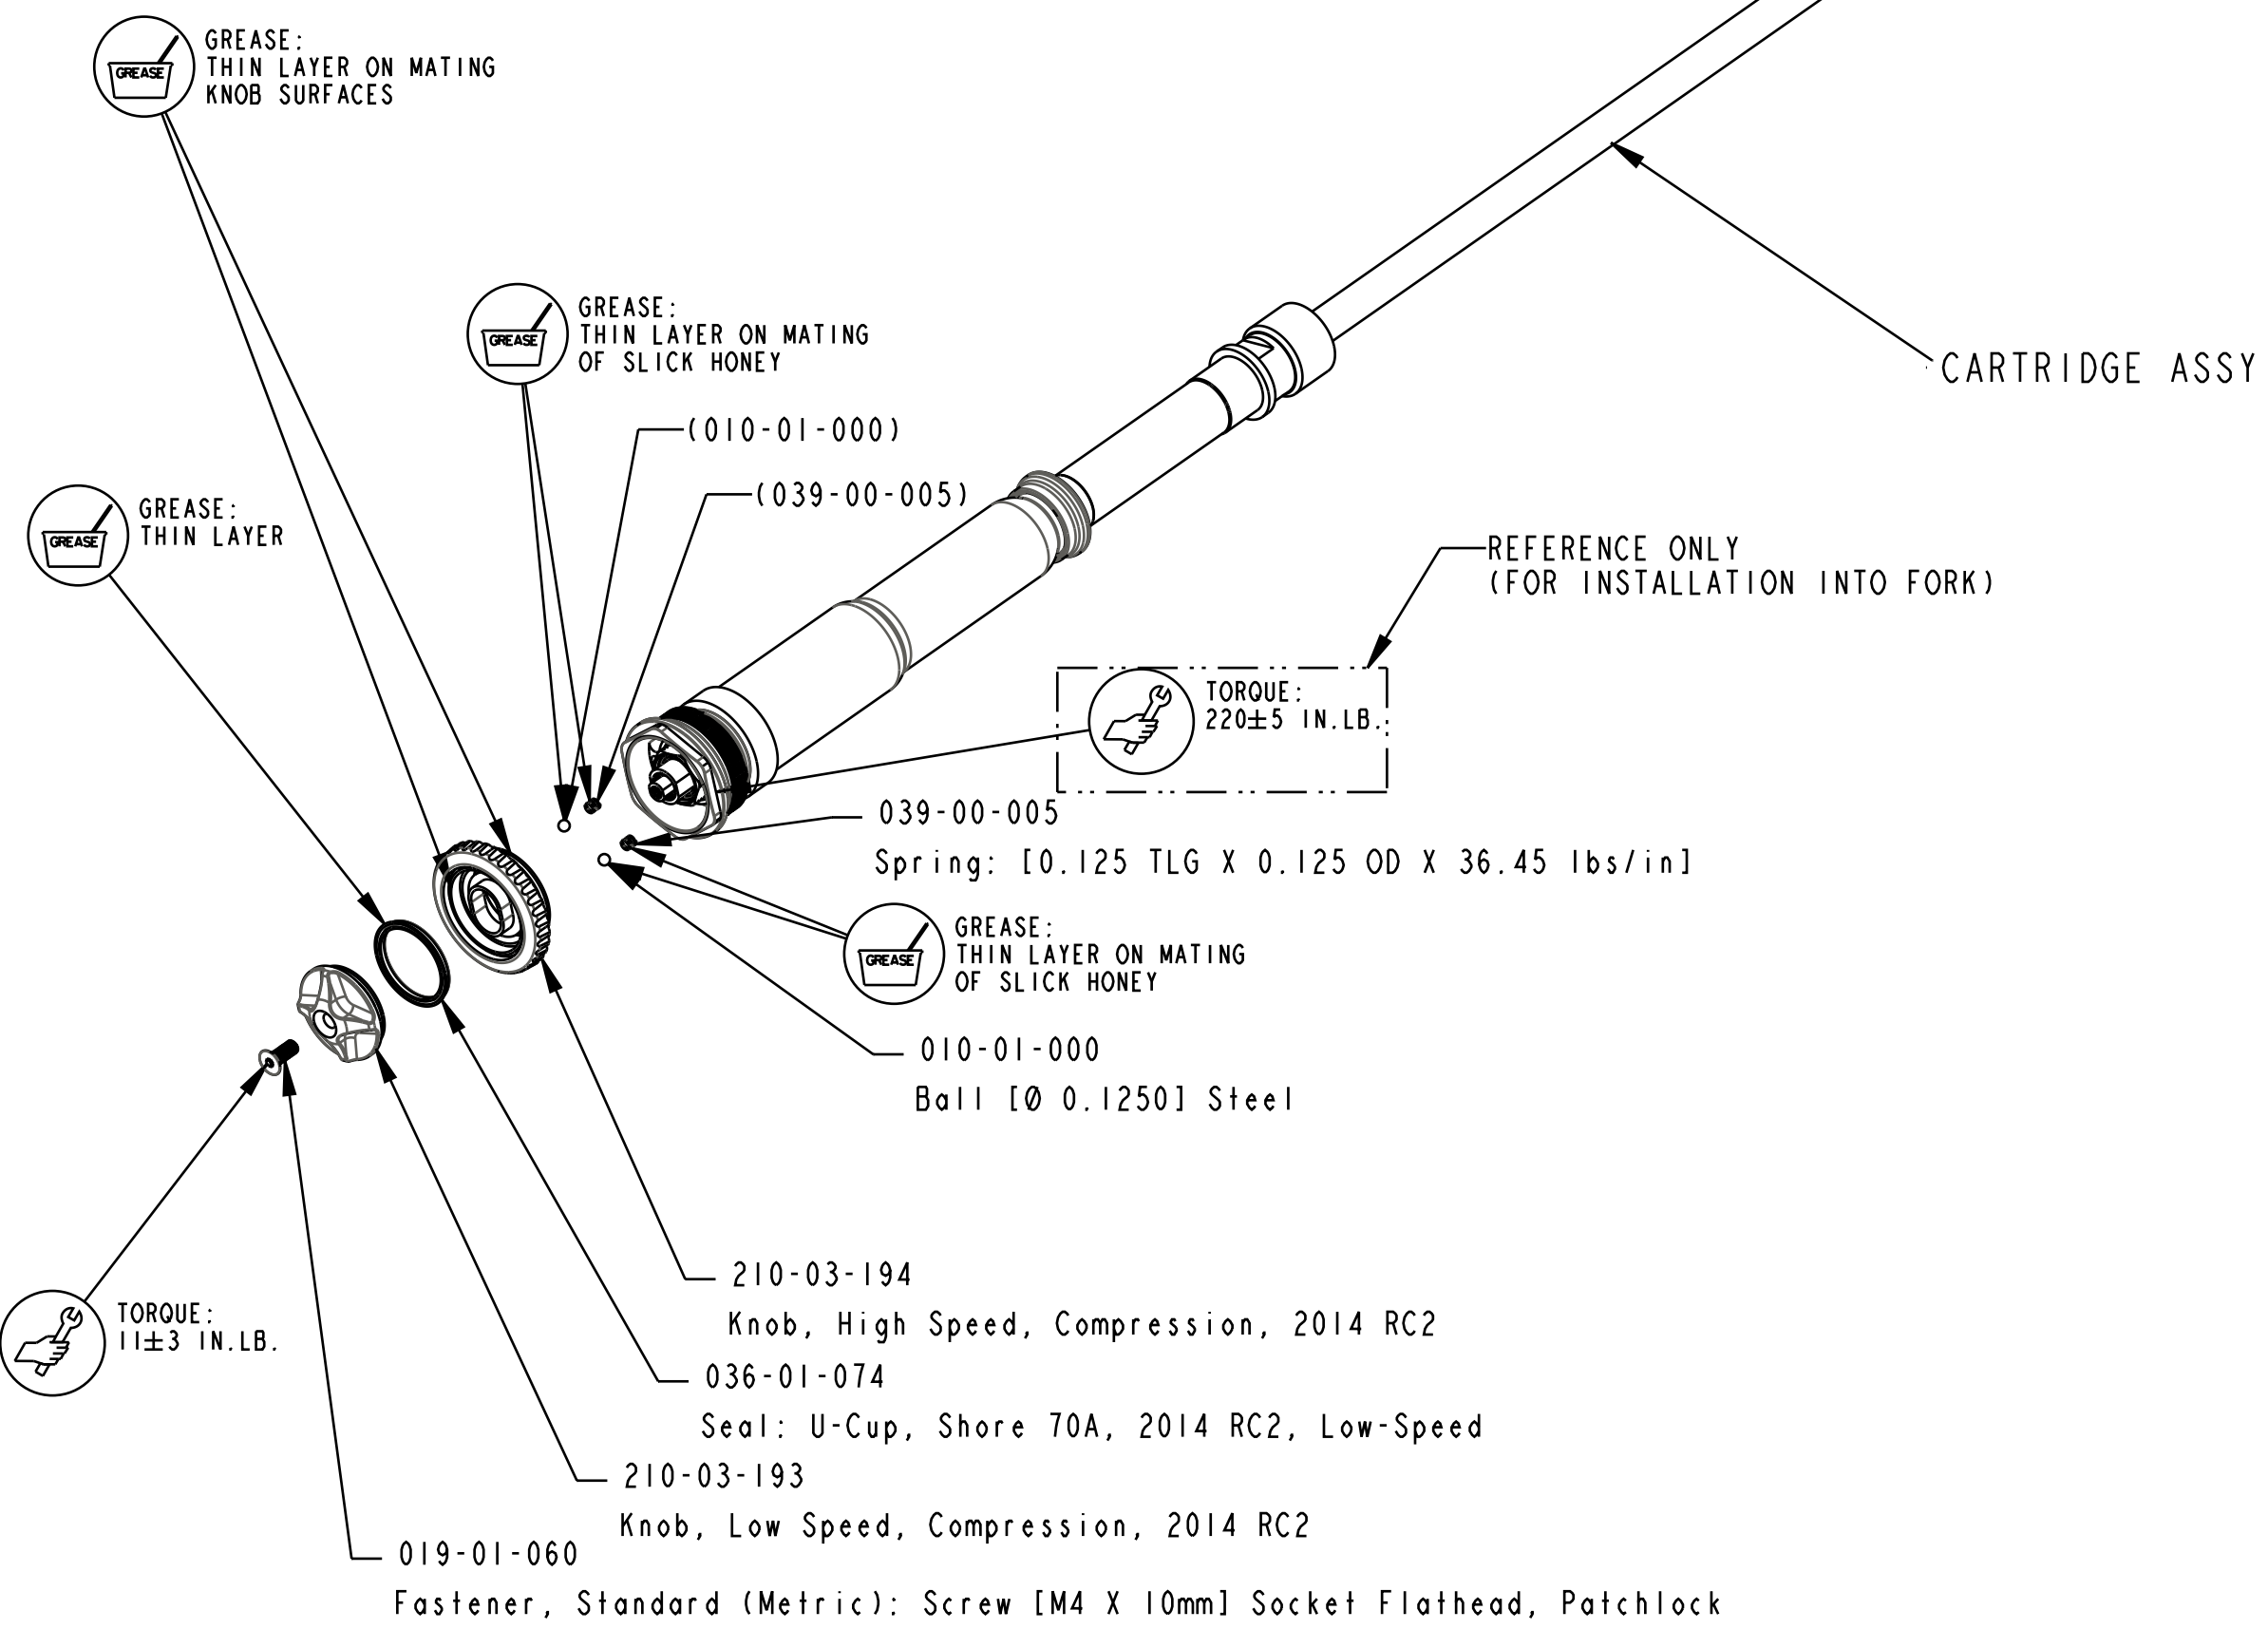 GREASE
GREASE:
THIN LAYER ON MATING
KNOB SURFACES
GREASE
GREASE:
THIN LAYER ON MATING
OF SLICK HONEY
CARTRIDGE ASSY
(010-01-000)
(039-00-005)
GREASE
GREASE:
THIN LAYER
REFERENCE ONLY
(FOR INSTALLATION INTO FORK)
TORQUE:
220±5 IN.LB.
039-00-005
Spring: [0.125 TLG X 0.125 OD X 36.45 lbs/in]
GREASE
GREASE:
THIN LAYER ON MATING
OF SLICK HONEY
010-01-000
Ball [Ø 0.1250] Steel
210-03-194
Knob, High Speed, Compression, 2014 RC2
TORQUE:
11±3 IN.LB.
036-01-074
Seal: U-Cup, Shore 70A, 2014 RC2, Low-Speed
210-03-193
Knob, Low Speed, Compression, 2014 RC2
019-01-060
Fastener, Standard (Metric): Screw [M4 X 10mm] Socket Flathead, Patchlock